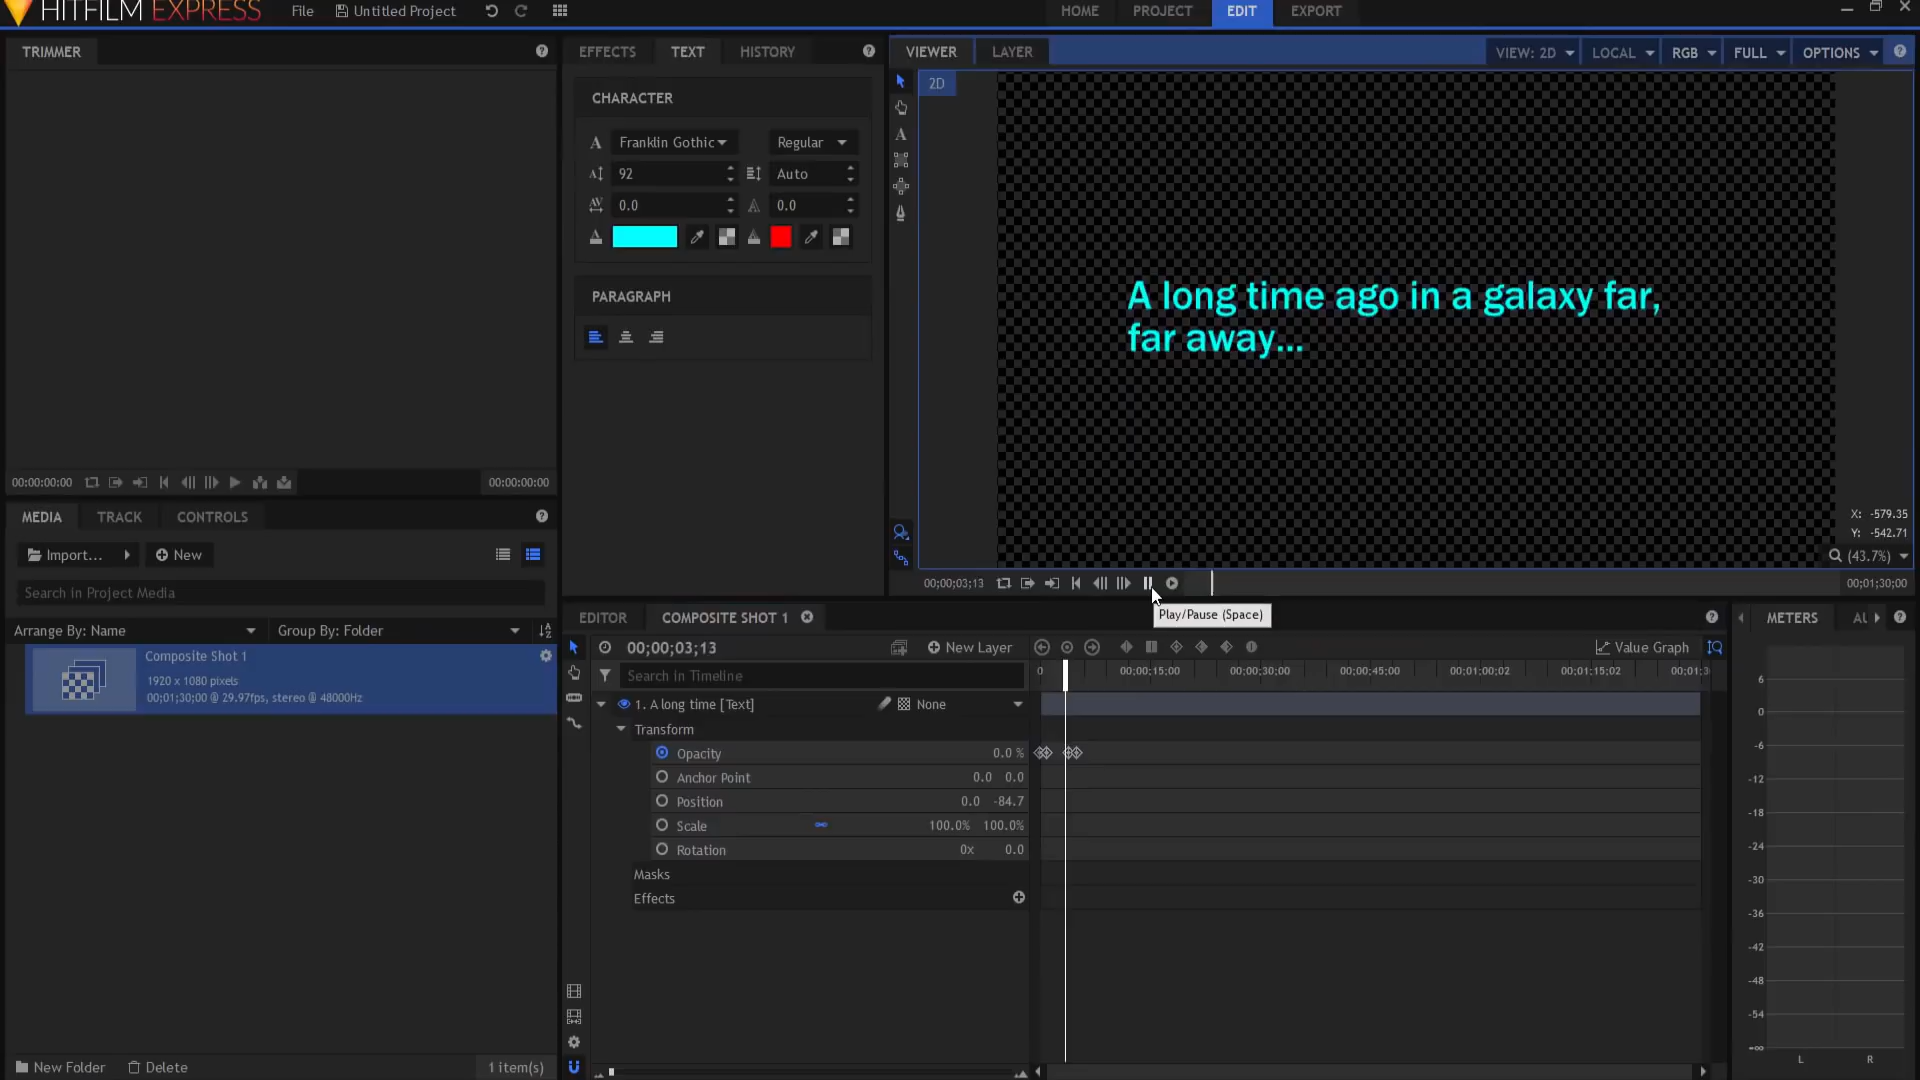 HITFILM EXPRESS
File
Untitled Project
HOME
PROJECT
EDIT
EXPORT
TRIMMER
EFFECTS
TEXT
HISTORY
VIEWER
LAYER
VIEW: 2D
LOCAL
RGB
FULL
OPTIONS
2D
CHARACTER
Franklin Gothic
Regular
92
Auto
0.0
0.0
PARAGRAPH
A long time ago in a galaxy far,
far away...
X: -579.35
Y: -542.71
(43.7%)
00:00:00:00
00:00:00:00
00;00;03;13
00;01;30;00
Play/Pause (Space)
MEDIA
TRACK
CONTROLS
Import...
New
Search in Project Media
Arrange By: Name
Group By: Folder
Composite Shot 1
1920 x 1080 pixels
00;01;30;00 @ 29.97fps, stereo @ 48000Hz
New Folder
Delete
1 item(s)
EDITOR
COMPOSITE SHOT 1
00;00;03;13
New Layer
Value Graph
Search in Timeline
0
00;00;15;00
00;00;30;00
00;00;45;00
00;01;00;02
00;01;15;02
00;01:3
1. A long time [Text]
None
Transform
Opacity
0.0 %
Anchor Point
0.0 0.0
Position
0.0 -84.7
Scale
100.0% 100.0%
Rotation
0x 0.0
Masks
Effects
METERS
AU
6
0
-6
-12
-18
-24
-30
-36
-42
-48
-54
-∞
L
R